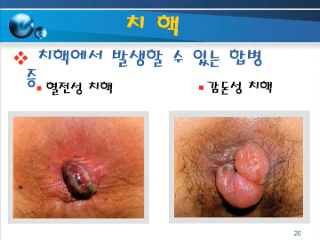 치 핵
❖ 치핵에서 발생할 수 있는 합병
증
▪ 혈전성 치핵
▪ 감돈성 치핵
20